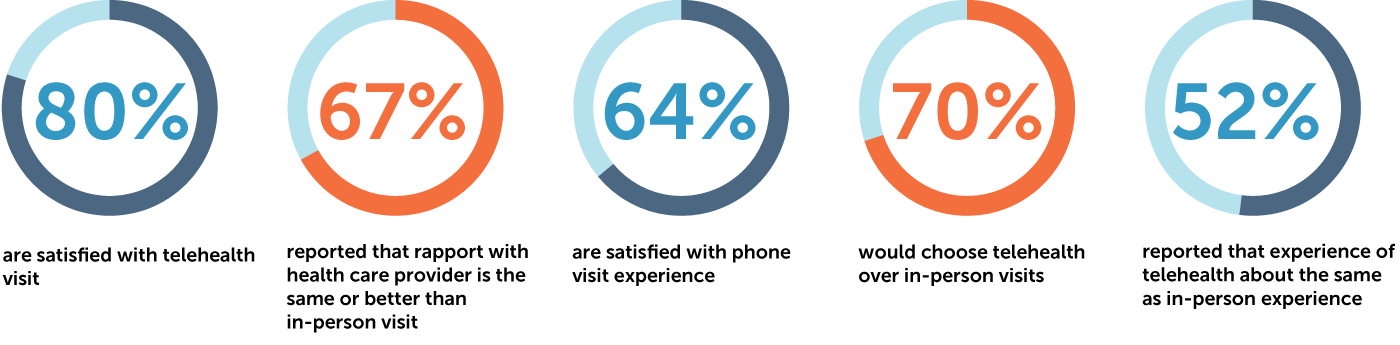 80%
are satisfied with telehealth
visit
67%
reported that rapport with
health care provider is the
same or better than
in-person visit
64%
are satisfied with phone
visit experience
70%
would choose telehealth
over in-person visits
52%
reported that experience of
telehealth about the same
as in-person experience